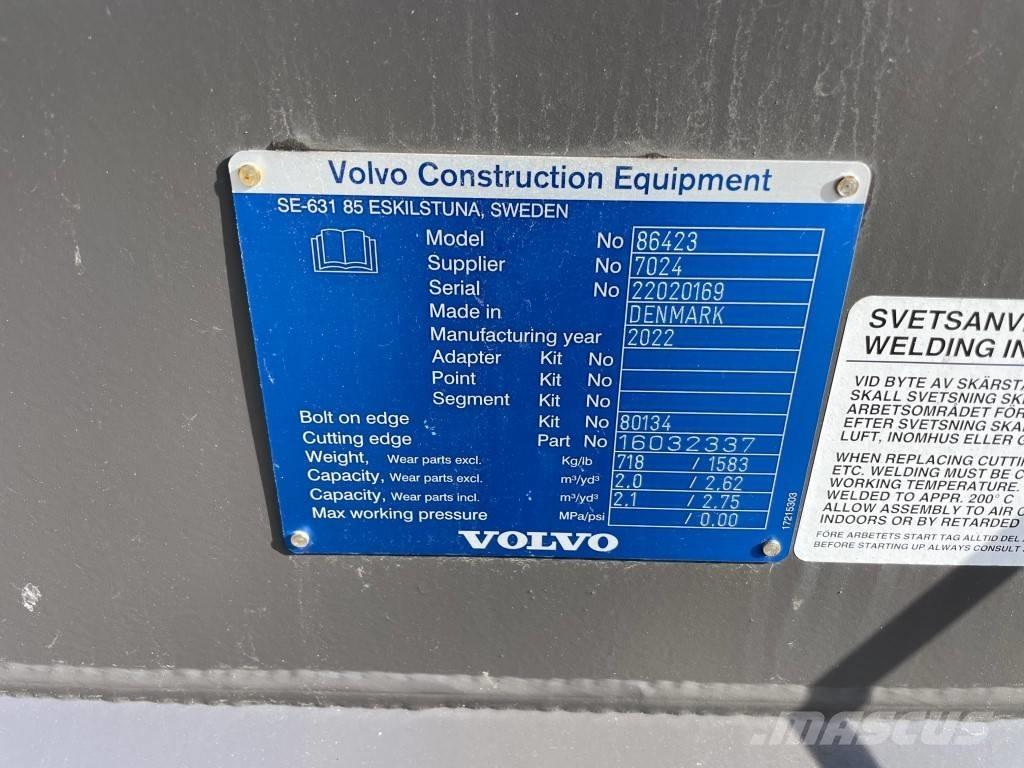 Volvo Construction Equipment
SE-631 85 ESKILSTUNA, SWEDEN
Model No 86423
Supplier No 7024
Serial No 22020169
Made in DENMARK
Manufacturing year 2022
Adapter Kit No
Point Kit No
Segment Kit No
Bolt on edge Kit No 80134
Cutting edge Part No 16032337
Weight, Wear parts excl. Kg/lb 718 / 1583
Capacity, Wear parts excl. m³/yd³ 2.0 / 2.62
Capacity, Wear parts incl. m³/yd³ 2.1 / 2.75
Max working pressure MPa/psi / 0.00
17215303
VOLVO
SVETSANV
WELDING IN
VID BYTE AV SKÄRSTÅ
SKALL SVETSNING SK
ARBETSOMRÅDET FÖR
EFTER SVETSNING SKA
LUFT, INOMHUS ELLER
WHEN REPLACING CUTTI
ETC. WELDING MUST BE C
WORKING TEMPERATURE.
WELDED TO APPR. 200° C
ALLOW ASSEMBLY TO AIR C
INDOORS OR BY RETARDED
FÖRE ARBETETS START TAG ALLTID DEL
BEFORE STARTING UP ALWAYS CONSULT
MASCUS